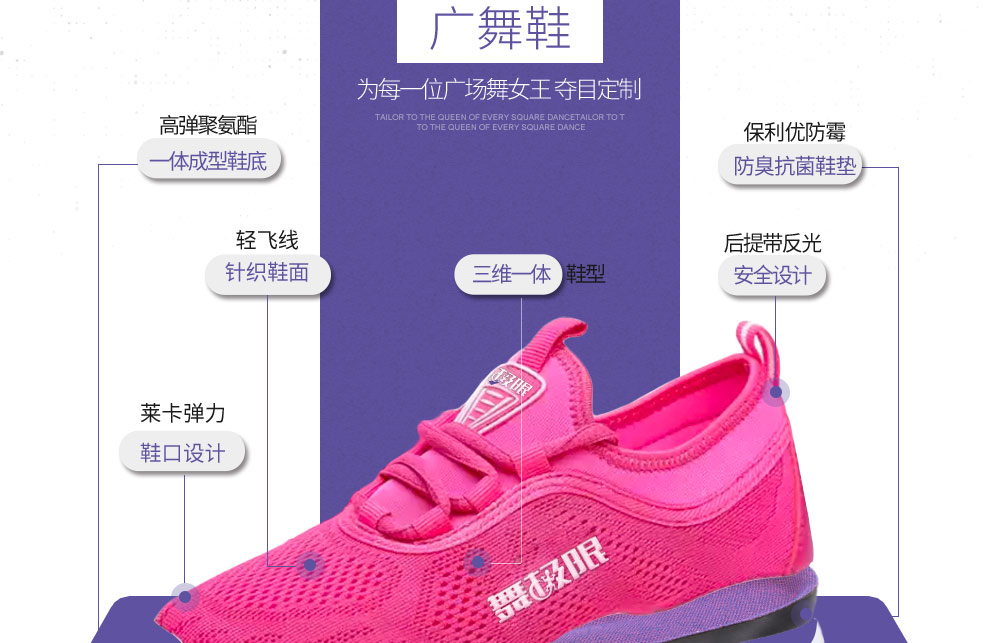 广舞鞋
为每一位广场舞女王 夺目定制
TAILOR TO THE QUEEN OF EVERY SQUARE DANCETAILOR TO T
TO THE QUEEN OF EVERY SQUARE DANCE
高弹聚氨酯
一体成型鞋底
保利优防霉
防臭抗菌鞋垫
轻飞线
针织鞋面
三维一体 鞋型
后提带反光
安全设计
莱卡弹力
鞋口设计